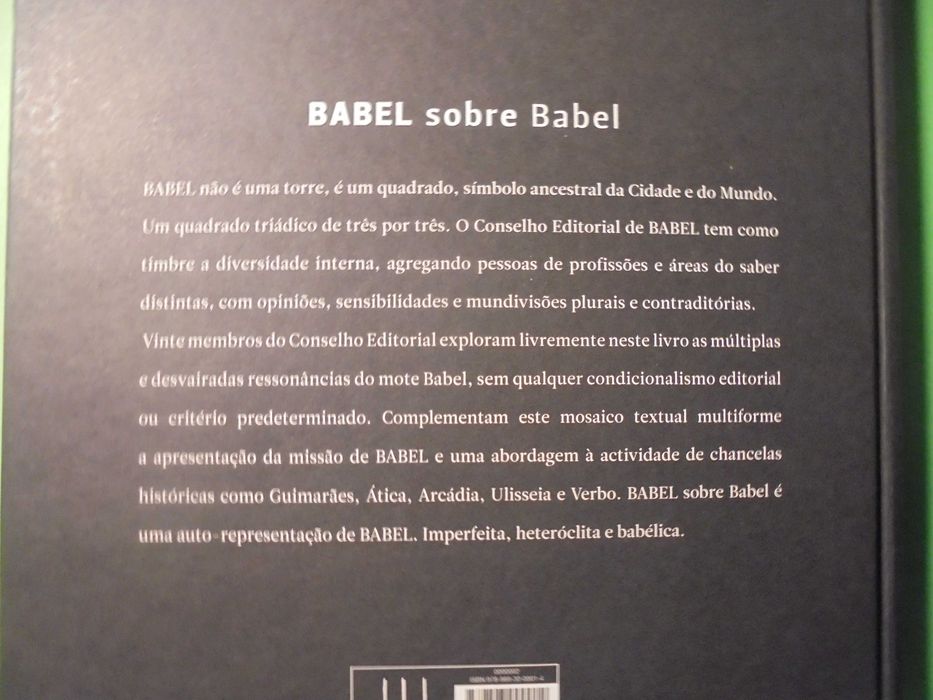 BABEL sobre Babel
BABEL não é uma torre, é um quadrado, símbolo ancestral da Cidade e do Mundo.
Um quadrado triádico de três por três. O Conselho Editorial de BABEL tem como
timbre a diversidade interna, agregando pessoas de profissões e áreas do saber
distintas, com opiniões, sensibilidades e mundivisões plurais e contraditórias.
Vinte membros do Conselho Editorial exploram livremente neste livro as múltiplas
e desvairadas ressonâncias do mote Babel, sem qualquer condicionalismo editorial
ou critério predeterminado. Complementam este mosaico textual multiforme
a apresentação da missão de BABEL e uma abordagem à actividade de chancelas
históricas como Guimarães, Ática, Arcádia, Ulisseia e Verbo. BABEL sobre Babel é
uma auto-representação de BABEL. Imperfeita, heteróclita e babélica.